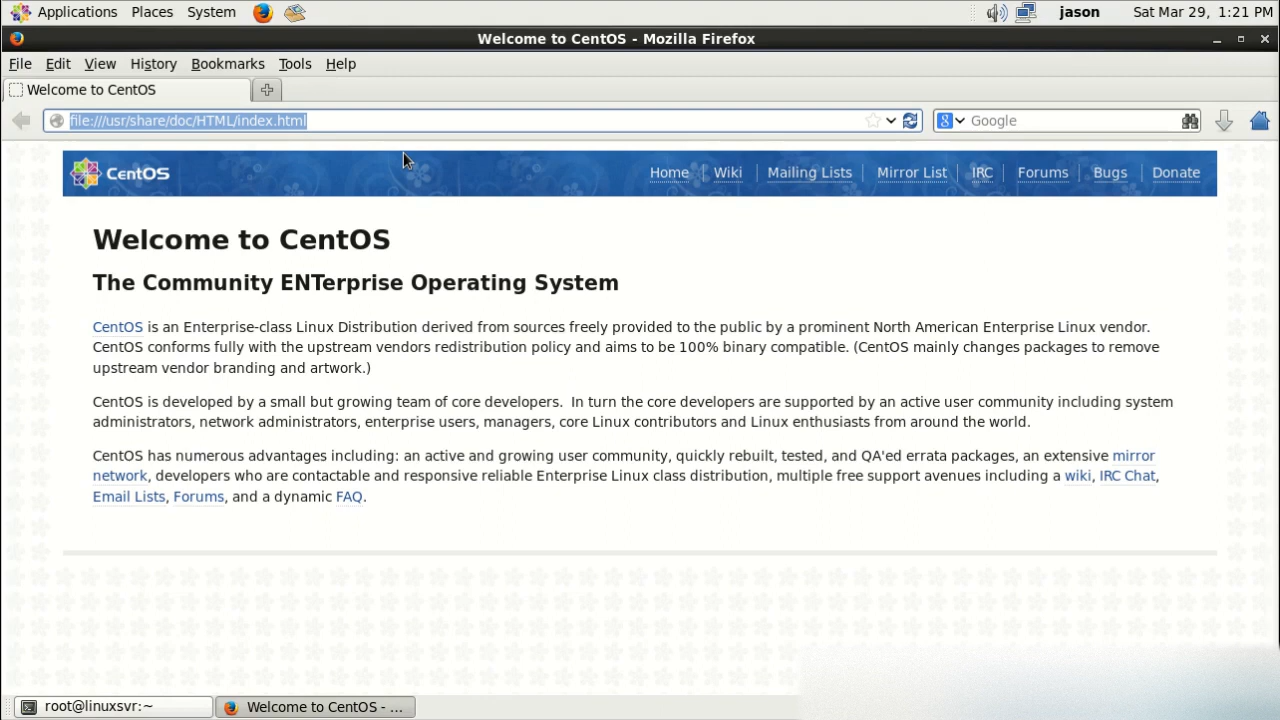 Applications Places System jason Sat Mar 29, 1:21 PM
Welcome to CentOS - Mozilla Firefox
File Edit View History Bookmarks Tools Help
Welcome to CentOS
file:///usr/share/doc/HTML/index.html 8 Google
CentOS Home Wiki Mailing Lists Mirror List IRC Forums Bugs Donate
Welcome to CentOS
The Community ENTerprise Operating System
CentOS is an Enterprise-class Linux Distribution derived from sources freely provided to the public by a prominent North American Enterprise Linux vendor.
CentOS conforms fully with the upstream vendors redistribution policy and aims to be 100% binary compatible. (CentOS mainly changes packages to remove
upstream vendor branding and artwork.)
CentOS is developed by a small but growing team of core developers.  In turn the core developers are supported by an active user community including system
administrators, network administrators, enterprise users, managers, core Linux contributors and Linux enthusiasts from around the world.
CentOS has numerous advantages including: an active and growing user community, quickly rebuilt, tested, and QA'ed errata packages, an extensive mirror
network, developers who are contactable and responsive reliable Enterprise Linux class distribution, multiple free support avenues including a wiki, IRC Chat,
Email Lists, Forums, and a dynamic FAQ.
root@linuxsvr:~ Welcome to CentOS - ...